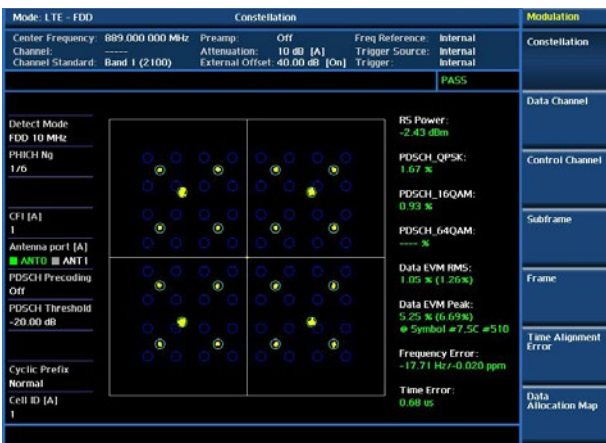 Mode: LTE - FDD
Constellation
Modulation
Center Frequency: 889.000 000 MHz Preamp: Off Freq Reference: Internal
Channel: ----- Attenuation: 10 dB [A] Trigger Source: Internal
Channel Standard: Band 1 (2100) External Offset: 40.00 dB [On] Trigger: Internal
PASS
Constellation
Data Channel
Control Channel
Subframe
Frame
Time Alignment
Error
Data
Allocation Map
Detect Mode
FDD 10 MHz
PHICH Ng
1/6
CFI [A]
1
Antenna port [A]
ANT0 ANT1
PDSCH Precoding
Off
PDSCH Threshold
-20.00 dB
Cyclic Prefix
Normal
Cell ID [A]
1
RS Power:
-2.43 dBm
PDSCH_QPSK:
1.67 %
PDSCH_16QAM:
0.93 %
PDSCH_64QAM:
---- %
Data EVM RMS:
1.05 % (1.26%)
Data EVM Peak:
5.25 % (6.69%)
@ Symbol #7,SC #510
Frequency Error:
-17.71 Hz/-0.020 ppm
Time Error:
0.68 us